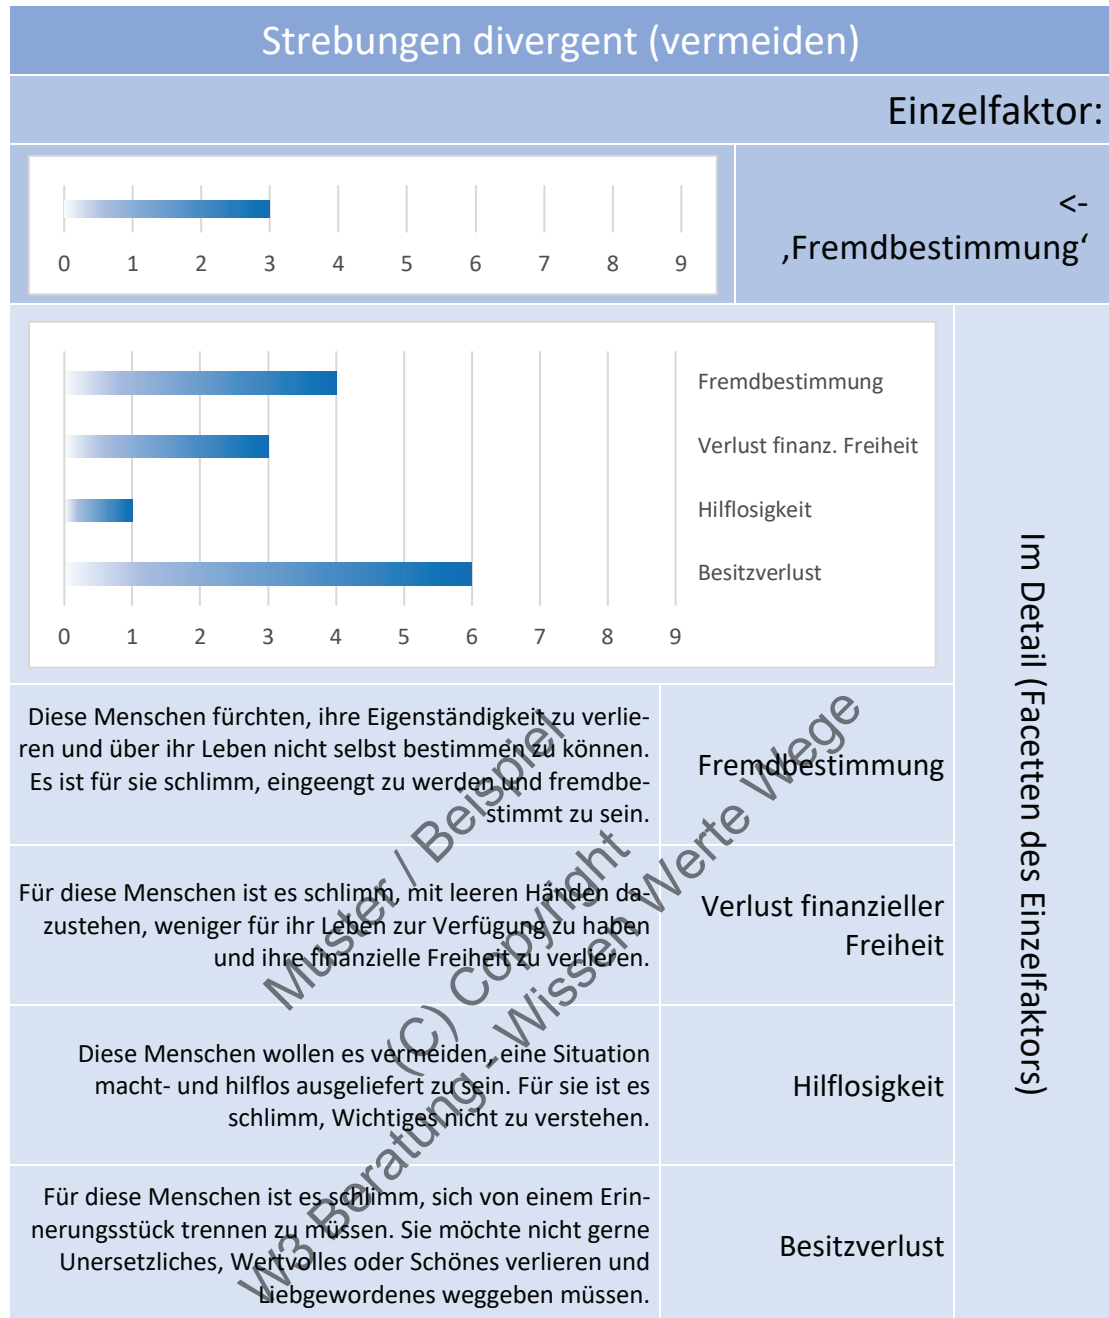 Strebungen divergent (vermeiden)
Einzelfaktor:
0 1 2 3 4 5 6 7 8 9
<-
‚Fremdbestimmung‘
Fremdbestimmung
Verlust finanz. Freiheit
Hilflosigkeit
Besitzverlust
0 1 2 3 4 5 6 7 8 9
Im Detail (Facetten des Einzelfaktors)
Diese Menschen fürchten, ihre Eigenständigkeit zu verlie-
ren und über ihr Leben nicht selbst bestimmen zu können.
Es ist für sie schlimm, eingeengt zu werden und fremdbe-
stimmt zu sein.
Fremdbestimmung
Für diese Menschen ist es schlimm, mit leeren Händen da-
zustehen, weniger für ihr Leben zur Verfügung zu haben
und ihre finanzielle Freiheit zu verlieren.
Verlust finanzieller
Freiheit
Diese Menschen wollen es vermeiden, eine Situation
macht- und hilflos ausgeliefert zu sein. Für sie ist es
schlimm, Wichtiges nicht zu verstehen.
Hilflosigkeit
Für diese Menschen ist es schlimm, sich von einem Erin-
nerungsstück trennen zu müssen. Sie möchte nicht gerne
Unersetzliches, Wertvolles oder Schönes verlieren und
Liebgewordenes weggeben müssen.
Besitzverlust
Muster / Beispiel
(C) Copyright
W3 Beratung - Wissen Werte Wege